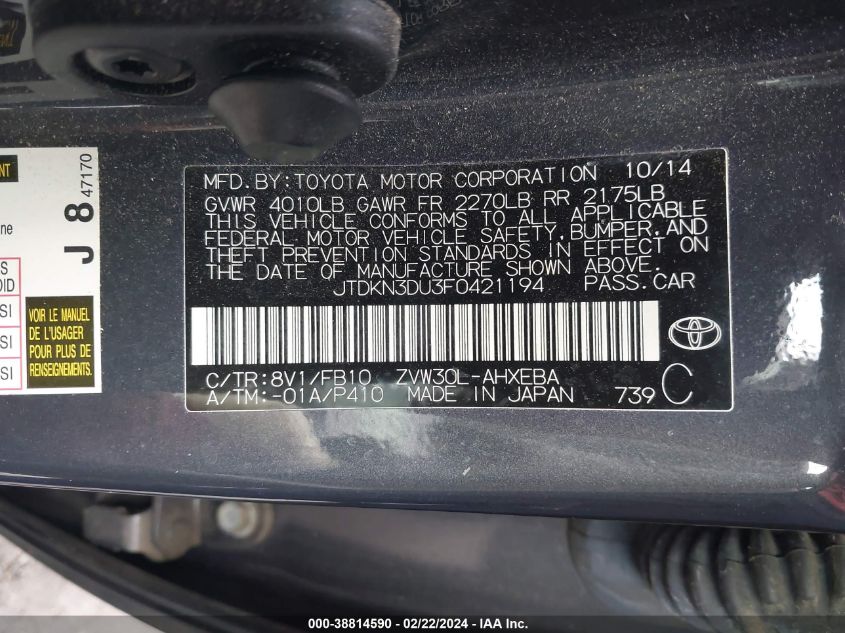 MFD.BY:TOYOTA MOTOR CORPORATION 10/14
GVWR 4010LB GAWR FR 2270LB RR 2175LB
THIS VEHICLE CONFORMS TO ALL APPLICABLE
FEDERAL MOTOR VEHICLE SAFETY,BUMPER,AND
THEFT PREVENTION STANDARDS IN EFFECT ON
THE DATE OF MANUFACTURE SHOWN ABOVE.
JTDKN3DU3F0421194 PASS.CAR
C/TR:8V1/FB10 ZVW30L-AHXEBA
A/TM:-01A/P410 MADE IN JAPAN 739 C
J 8
47170
VOIR LE MANUEL
DE L'USAGER
POUR PLUS DE
RENSEIGNEMENTS.
000-38814590 - 02/22/2024 - IAA Inc.